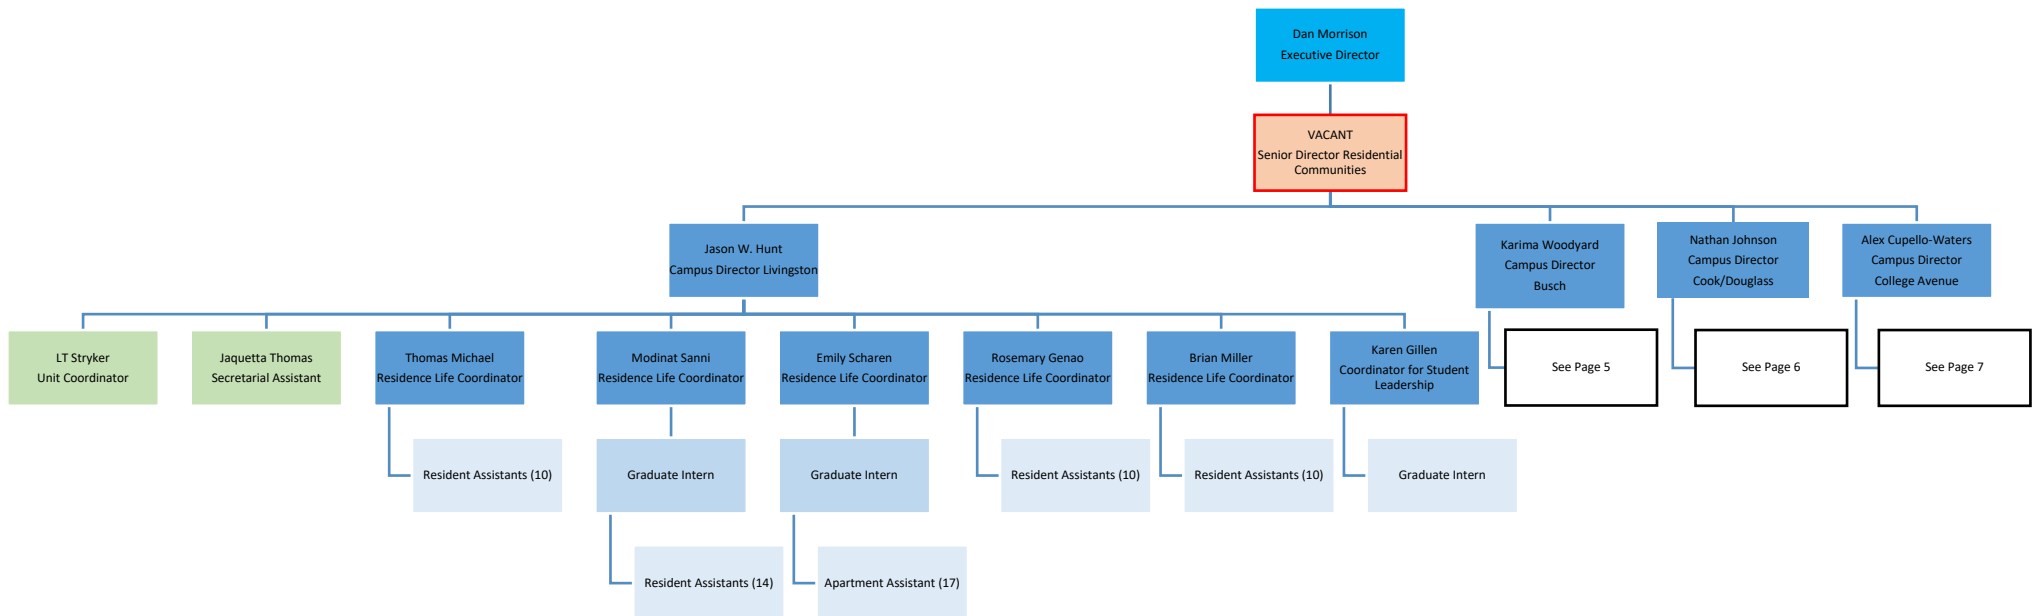 Dan Morrison
Executive Director
VACANT
Senior Director Residential
Communities
Jason W. Hunt
Campus Director Livingston
Karima Woodyard
Campus Director
Busch
Nathan Johnson
Campus Director
Cook/Douglass
Alex Cupello-Waters
Campus Director
College Avenue
LT Stryker
Unit Coordinator
Jaquetta Thomas
Secretarial Assistant
Thomas Michael
Residence Life Coordinator
Modinat Sanni
Residence Life Coordinator
Emily Scharen
Residence Life Coordinator
Rosemary Genao
Residence Life Coordinator
Brian Miller
Residence Life Coordinator
Karen Gillen
Coordinator for Student
Leadership
See Page 5
See Page 6
See Page 7
Resident Assistants (10)
Graduate Intern
Graduate Intern
Resident Assistants (10)
Resident Assistants (10)
Graduate Intern
Resident Assistants (14)
Apartment Assistant (17)